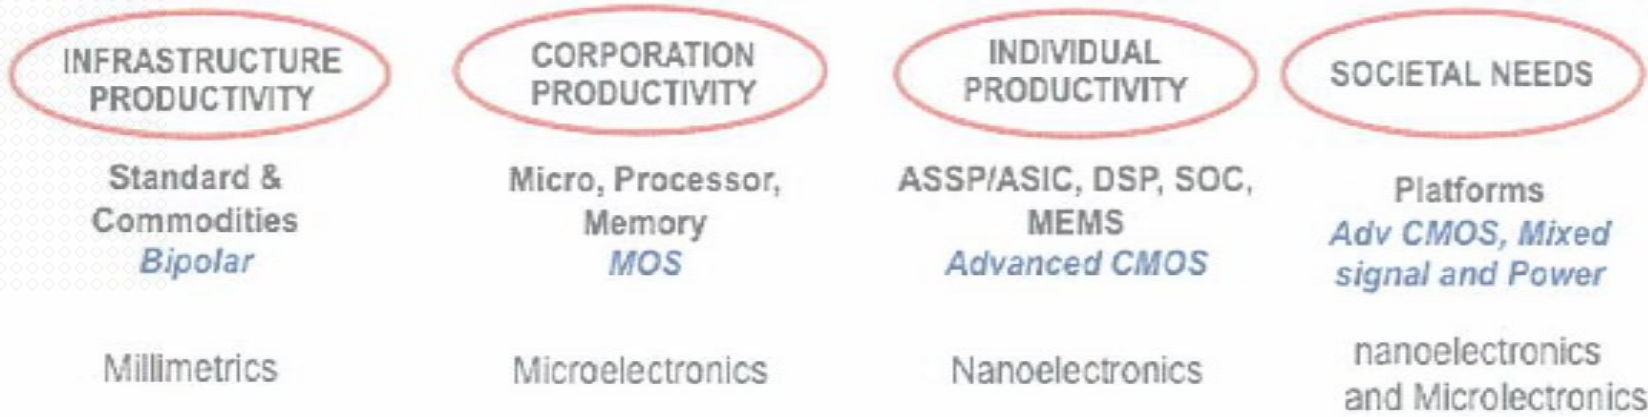 INFRASTRUCTURE
PRODUCTIVITY
Standard &
Commodities
Bipolar
Millimetrics
CORPORATION
PRODUCTIVITY
Micro, Processor,
Memory
MOS
Microelectronics
INDIVIDUAL
PRODUCTIVITY
ASSP/ASIC, DSP, SOC,
MEMS
Advanced CMOS
Nanoelectronics
SOCIETAL NEEDS
Platforms
Adv CMOS, Mixed
signal and Power
nanoelectronics
and Microlectronics